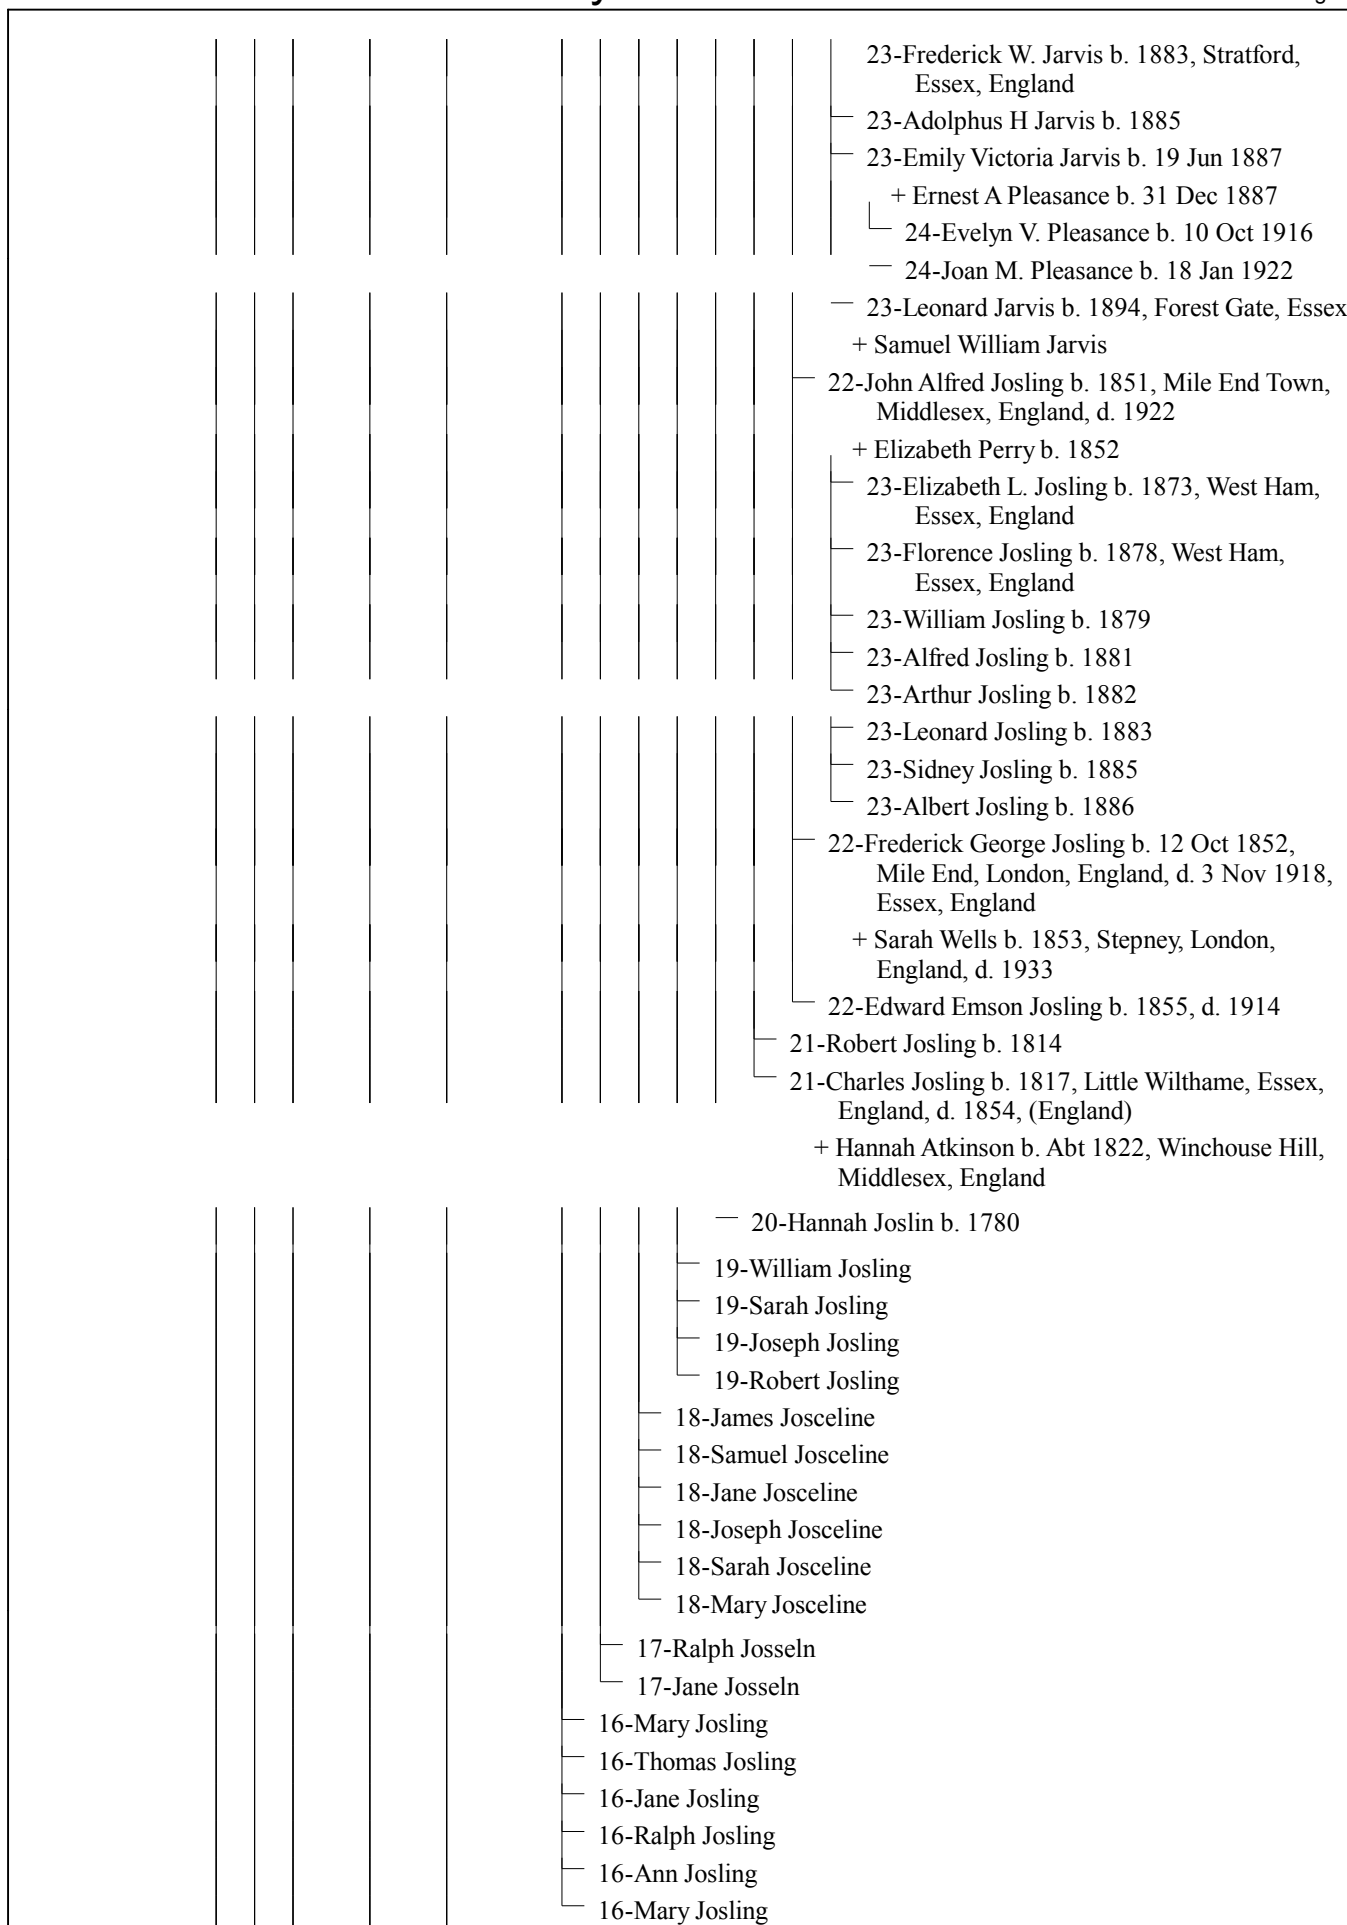 23-Frederick W. Jarvis b. 1883, Stratford,
Essex, England
23-Adolphus H Jarvis b. 1885
23-Emily Victoria Jarvis b. 19 Jun 1887
+ Ernest A Pleasance b. 31 Dec 1887
24-Evelyn V. Pleasance b. 10 Oct 1916
24-Joan M. Pleasance b. 18 Jan 1922
23-Leonard Jarvis b. 1894, Forest Gate, Essex
+ Samuel William Jarvis
22-John Alfred Josling b. 1851, Mile End Town,
Middlesex, England, d. 1922
+ Elizabeth Perry b. 1852
23-Elizabeth L. Josling b. 1873, West Ham,
Essex, England
23-Florence Josling b. 1878, West Ham,
Essex, England
23-William Josling b. 1879
23-Alfred Josling b. 1881
23-Arthur Josling b. 1882
23-Leonard Josling b. 1883
23-Sidney Josling b. 1885
23-Albert Josling b. 1886
22-Frederick George Josling b. 12 Oct 1852,
Mile End, London, England, d. 3 Nov 1918,
Essex, England
+ Sarah Wells b. 1853, Stepney, London,
England, d. 1933
22-Edward Emson Josling b. 1855, d. 1914
21-Robert Josling b. 1814
21-Charles Josling b. 1817, Little Wilthame, Essex,
England, d. 1854, (England)
+ Hannah Atkinson b. Abt 1822, Winchouse Hill,
Middlesex, England
20-Hannah Joslin b. 1780
19-William Josling
19-Sarah Josling
19-Joseph Josling
19-Robert Josling
18-James Josceline
18-Samuel Josceline
18-Jane Josceline
18-Joseph Josceline
18-Sarah Josceline
18-Mary Josceline
17-Ralph Josseln
17-Jane Josseln
16-Mary Josling
16-Thomas Josling
16-Jane Josling
16-Ralph Josling
16-Ann Josling
16-Mary Josling